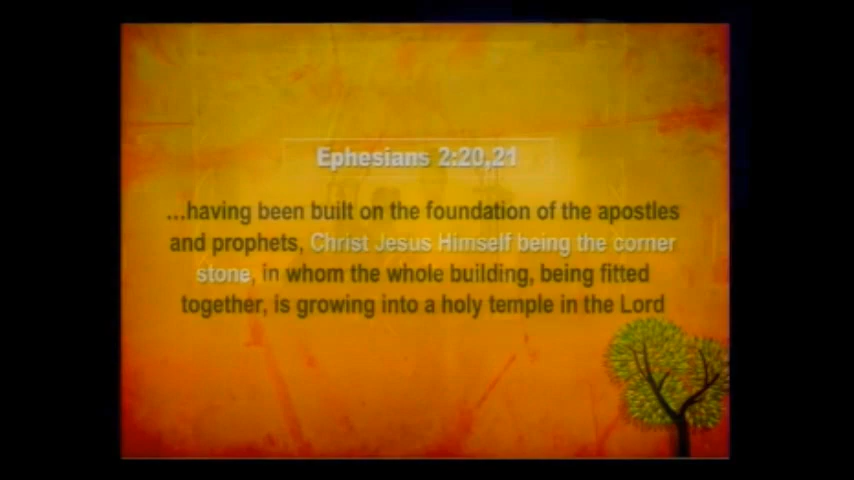 Ephesians 2:20,21
...having been built on the foundation of the apostles
and prophets, Christ Jesus Himself being the corner
stone, in whom the whole building, being fitted
together, is growing into a holy temple in the Lord